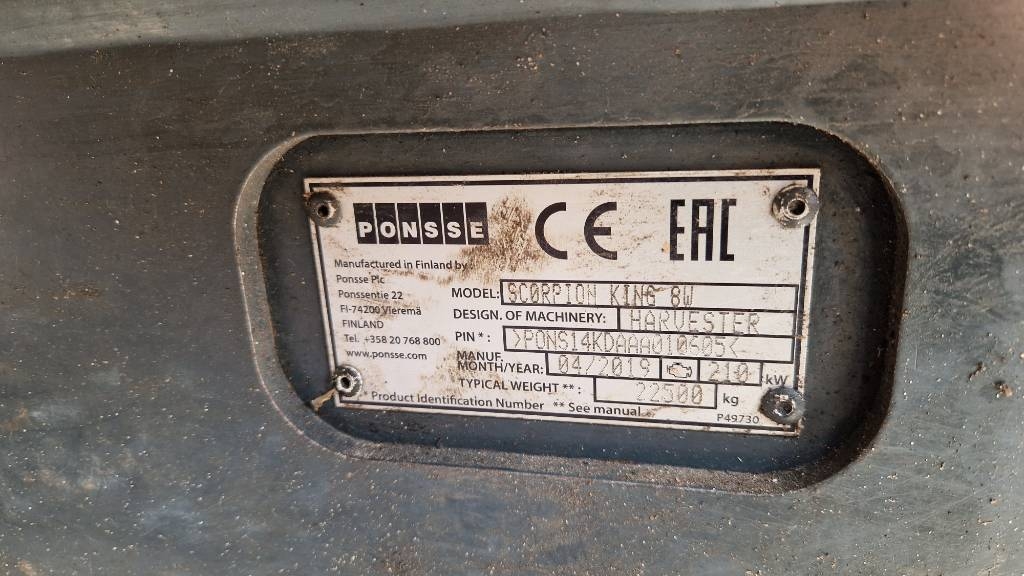 PONSSE CE EAC
Manufactured in Finland by:
Ponsse Plc
Ponssentie 22
FI-74200 Vieremä
FINLAND
Tel. +358 20 768 800
www.ponsse.com
MODEL: SCØRPION KING 8W
DESIGN. OF MACHINERY: HARVESTER
PIN * :
MANUF.
MONTH/YEAR: 04/2019 210 kW
TYPICAL WEIGHT ** : 22500 kg
* Product Identification Number ** See manual
P49730